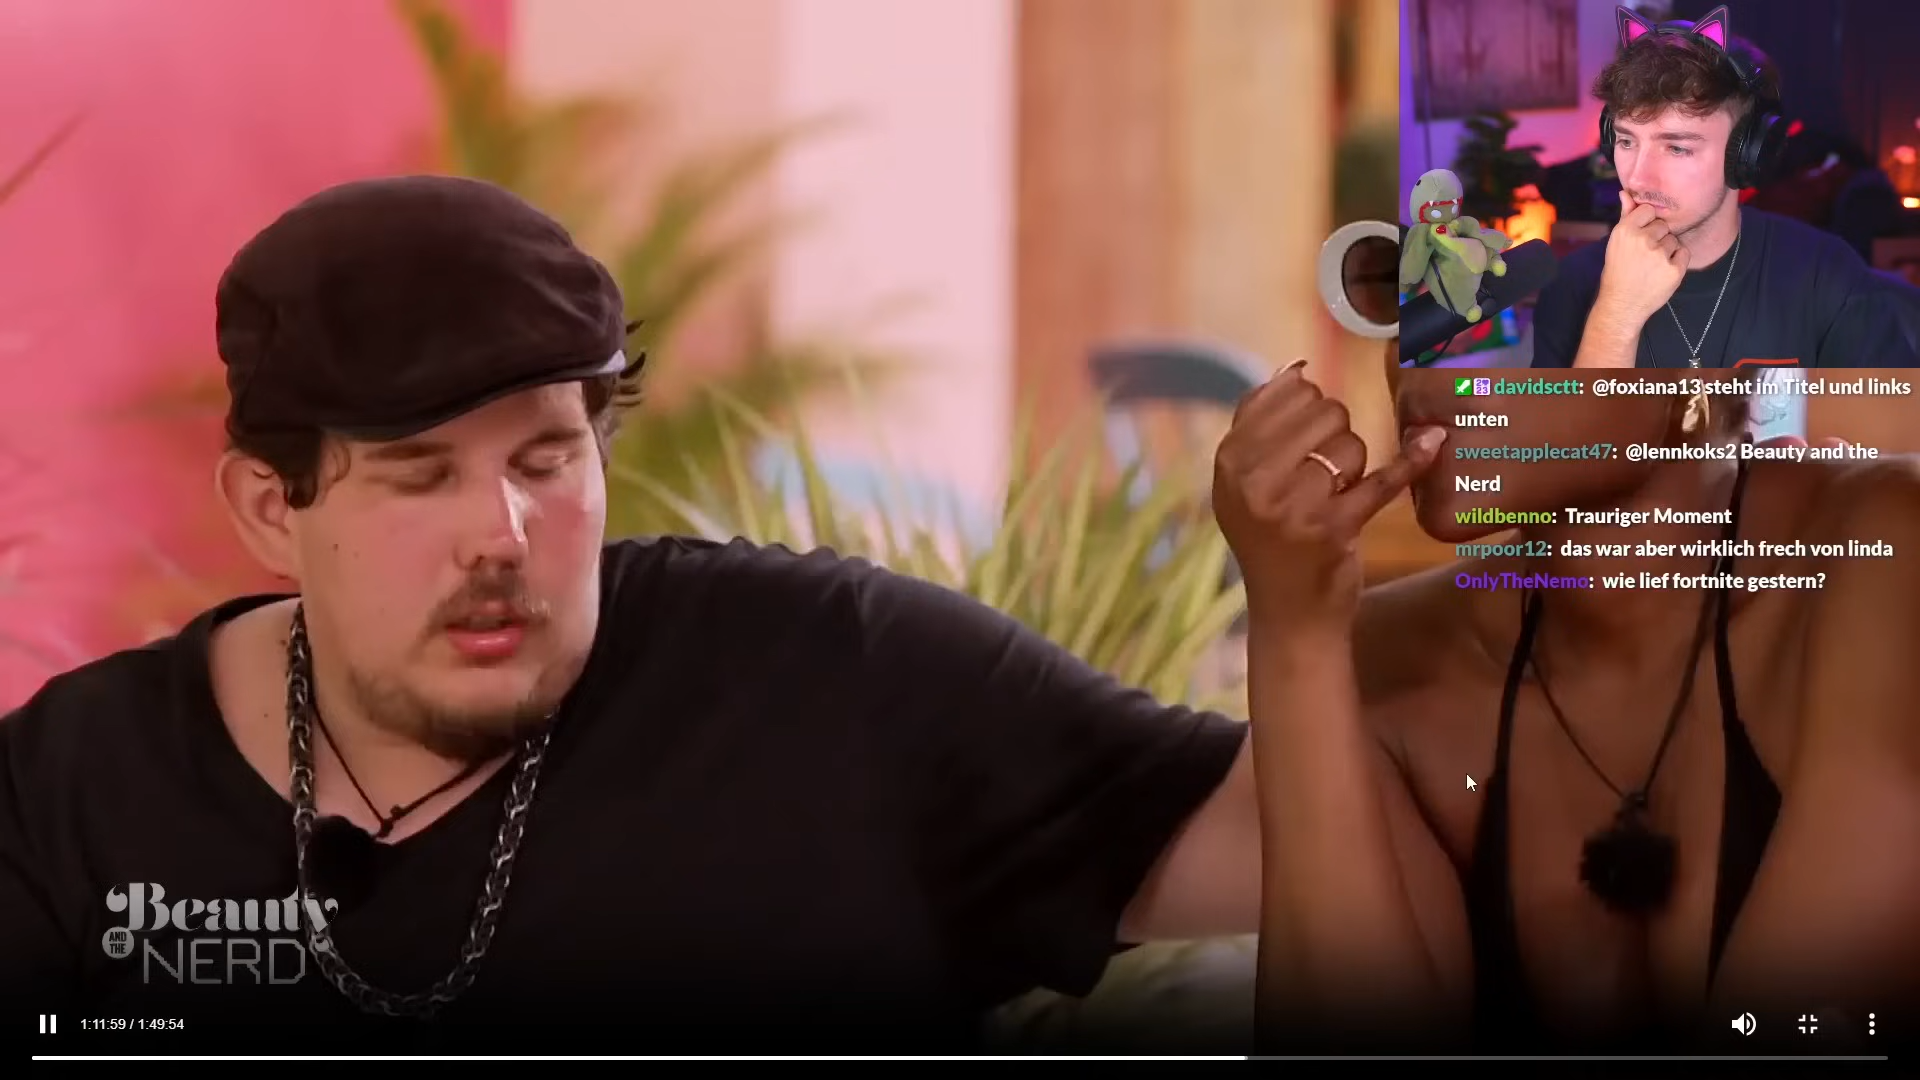 davidsctt: @foxiana13 steht im Titel und links
unten
sweetapplecat47: @lennkoks2 Beauty and the
Nerd
wildbenno: Trauriger Moment
mrpoor12: das war aber wirklich frech von linda
OnlyTheNemo: wie lief fortnite gestern?
Beauty
AND THE
NERD
1:11:59 / 1:49:54